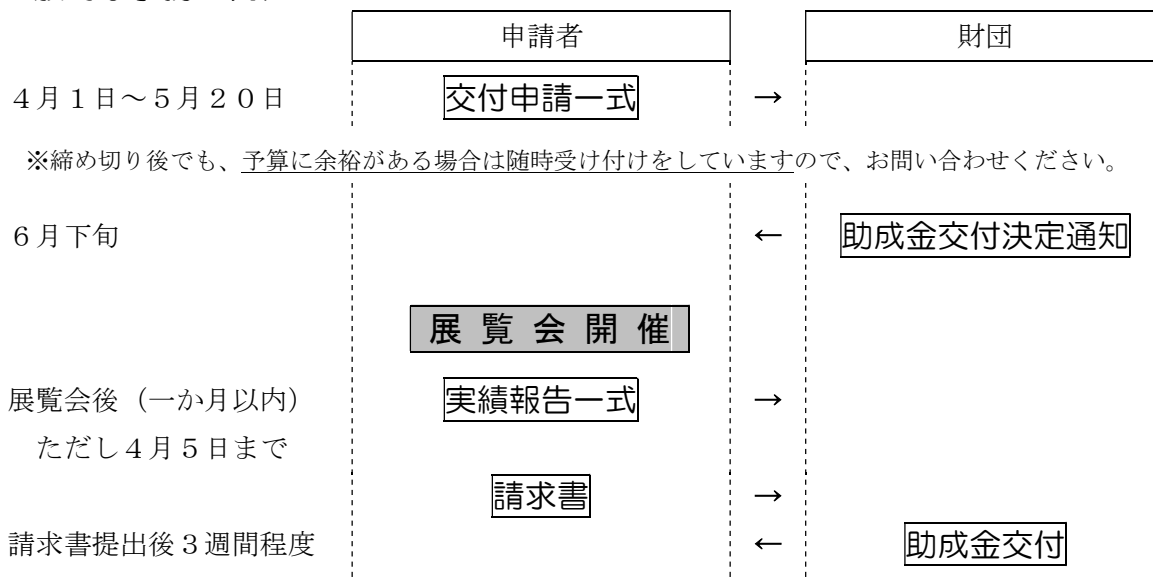 申請者 財団
４月１日～５月２０日 交付申請一式 →
※締め切り後でも、予算に余裕がある場合は随時受け付けをしていますので、お問い合わせください。
６月下旬 ← 助成金交付決定通知
展覧会開催
展覧会後（一か月以内） 実績報告一式 →
ただし４月５日まで
請求書 →
請求書提出後３週間程度 ← 助成金交付